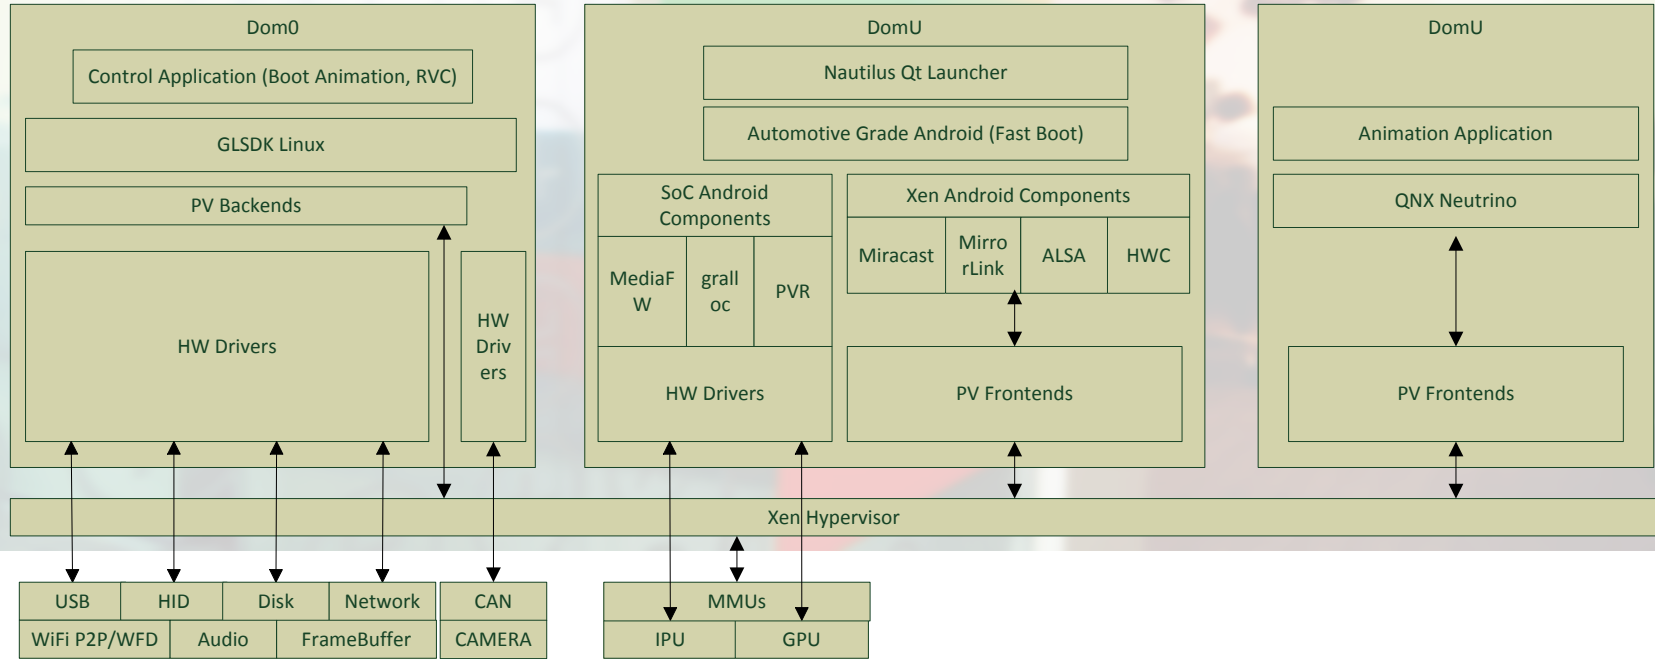 Dom0
Control Application (Boot Animation, RVC)
GLSDK Linux
PV Backends
HW Drivers
HW
Driv
ers
DomU
Nautilus Qt Launcher
Automotive Grade Android (Fast Boot)
SoC Android
Components
MediaF
W
grall
oc
PVR
HW Drivers
Xen Android Components
Miracast
Mirro
rLink
ALSA
HWC
PV Frontends
DomU
Animation Application
QNX Neutrino
PV Frontends
Xen Hypervisor
USB
HID
Disk
Network
WiFi P2P/WFD
Audio
FrameBuffer
CAN
CAMERA
MMUs
IPU
GPU